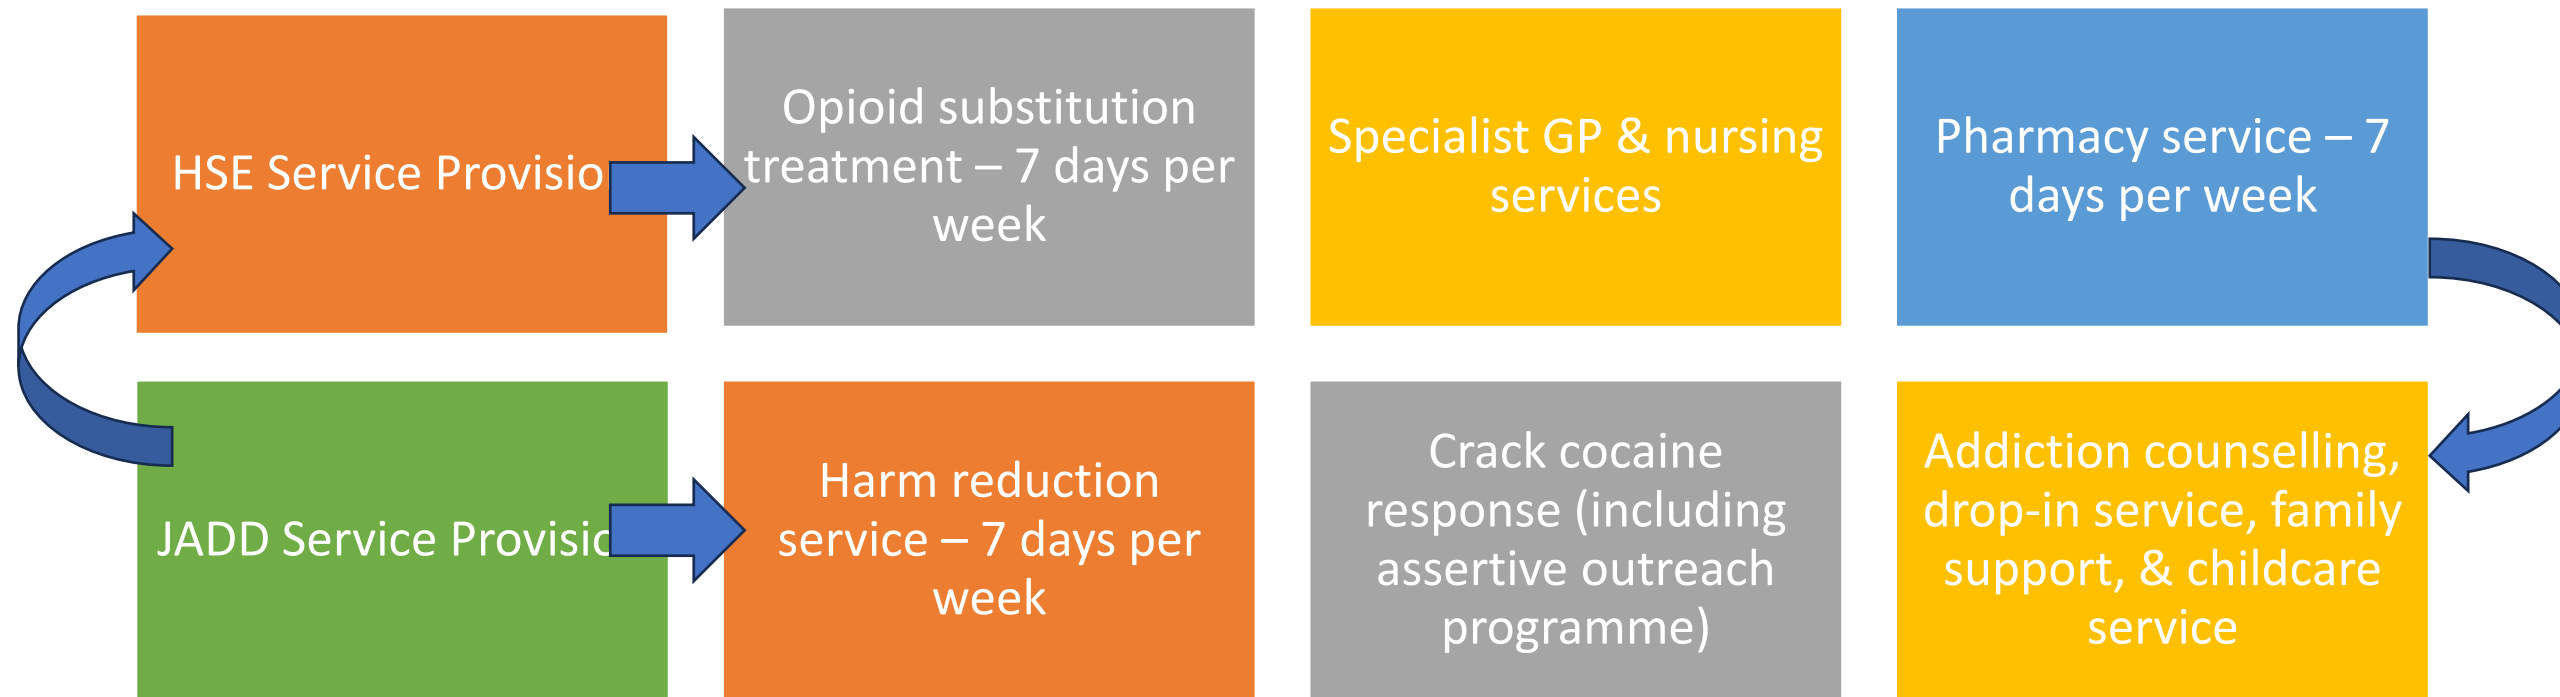 HSE Service Provisio
Opioid substitution
treatment – 7 days per
week
Specialist GP & nursing
services
Pharmacy service – 7
days per week
JADD Service Provisio
Harm reduction
service – 7 days per
week
Crack cocaine
response (including
assertive outreach
programme)
Addiction counselling,
drop-in service, family
support, & childcare
service